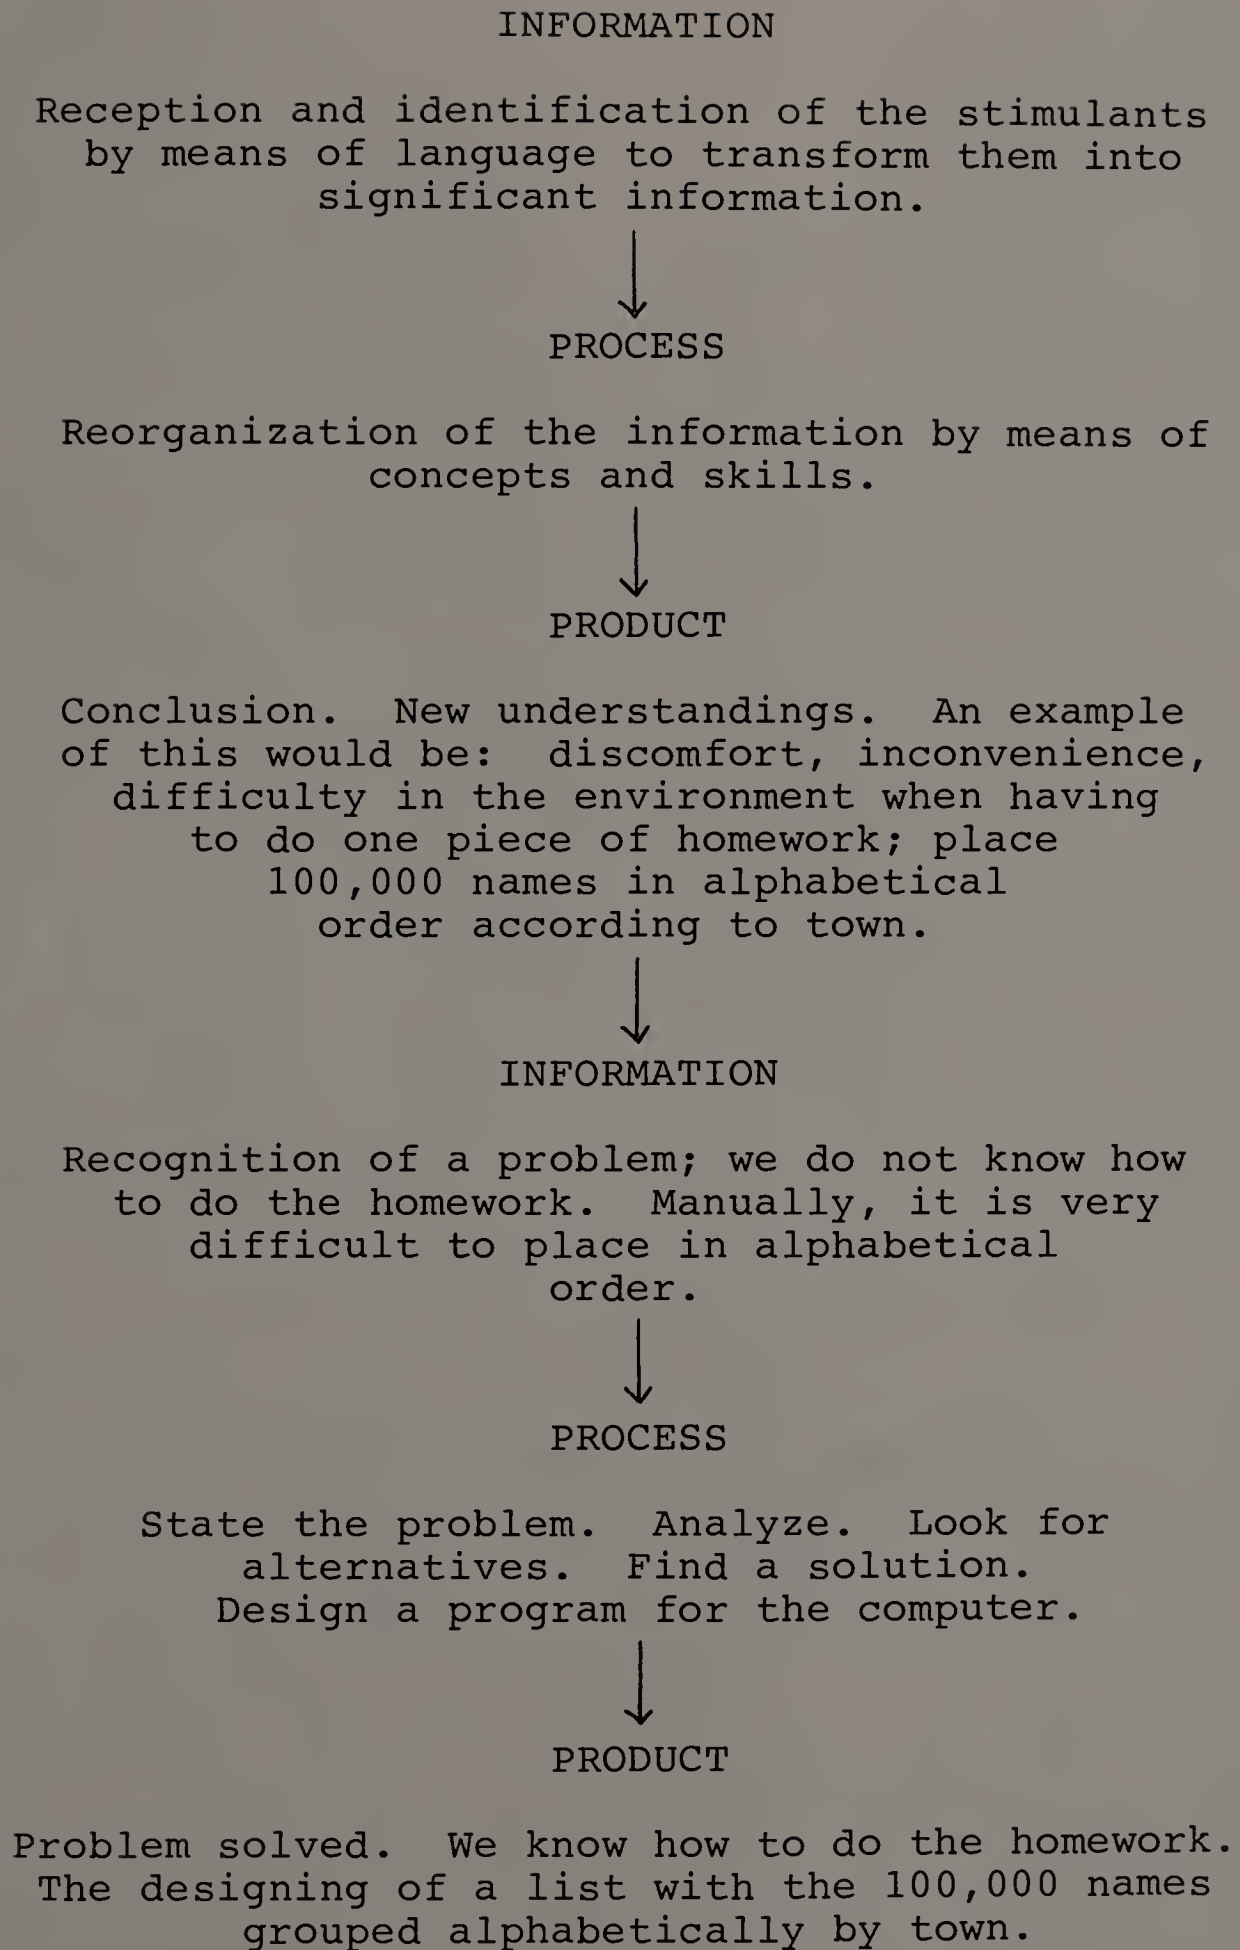 INFORMATION
Reception and identification of the stimulants
by means of language to transform them into
significant information.
PROCESS
Reorganization of the information by means of
concepts and skills.
PRODUCT
Conclusion. New understandings. An example
of this would be: discomfort, inconvenience,
difficulty in the environment when having
to do one piece of homework; place
100,000 names in alphabetical
order according to town.
INFORMATION
Recognition of a problem; we do not know how
to do the homework. Manually, it is very
difficult to place in alphabetical
order.
PROCESS
State the problem. Analyze. Look for
alternatives. Find a solution.
Design a program for the computer.
PRODUCT
Problem solved. We know how to do the homework.
The designing of a list with the 100,000 names
grouped alphabetically by town.